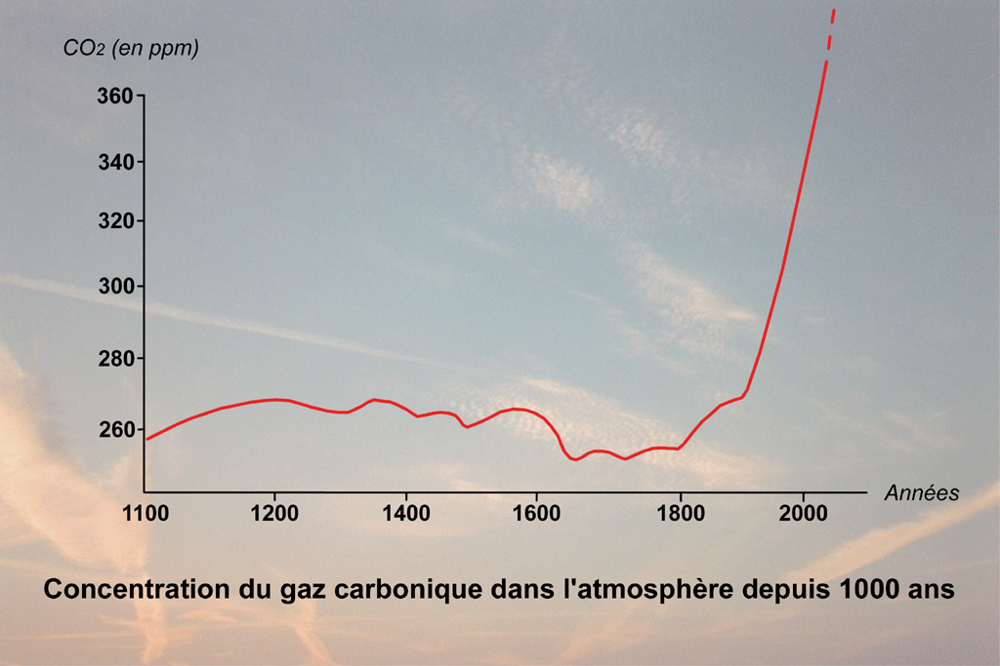 CO2 (en ppm)
360
340
320
300
280
260
1100 1200 1400 1600 1800 2000
Années
Concentration du gaz carbonique dans l'atmosphère depuis 1000 ans